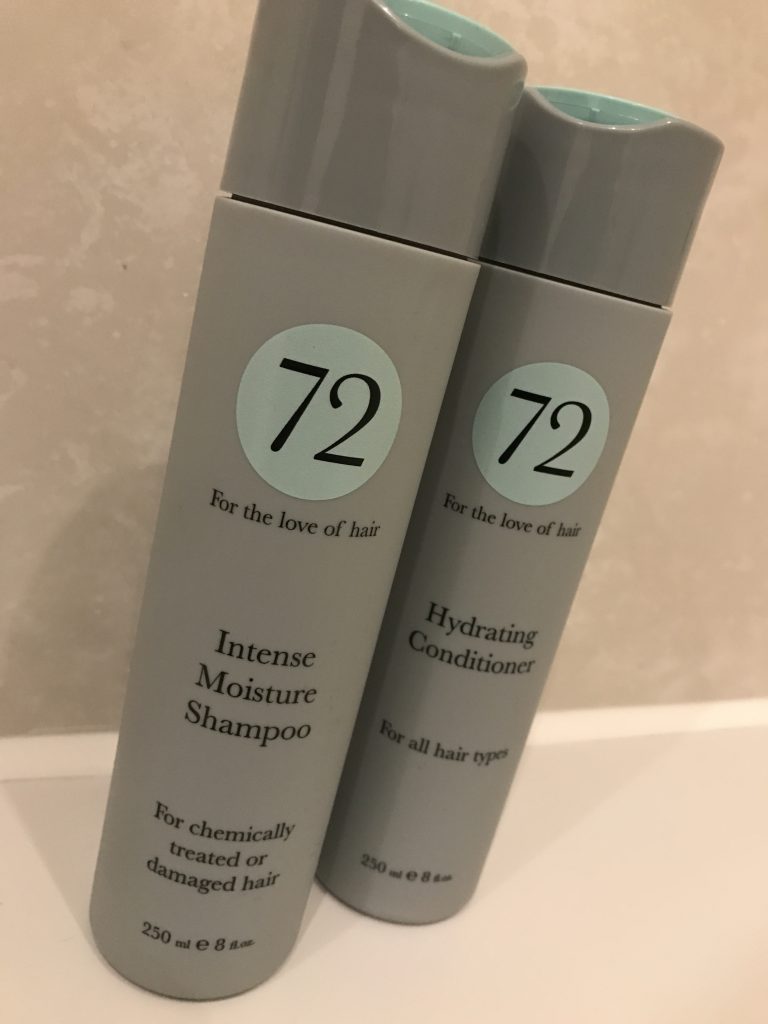 72
For the love of hair
Intense
Moisture
Shampoo
For chemically
treated or
damaged hair
250 ml e 8 fl.oz.
72
For the love of hair
Hydrating
Conditioner
For all hair types
250 ml e 8 fl.oz.